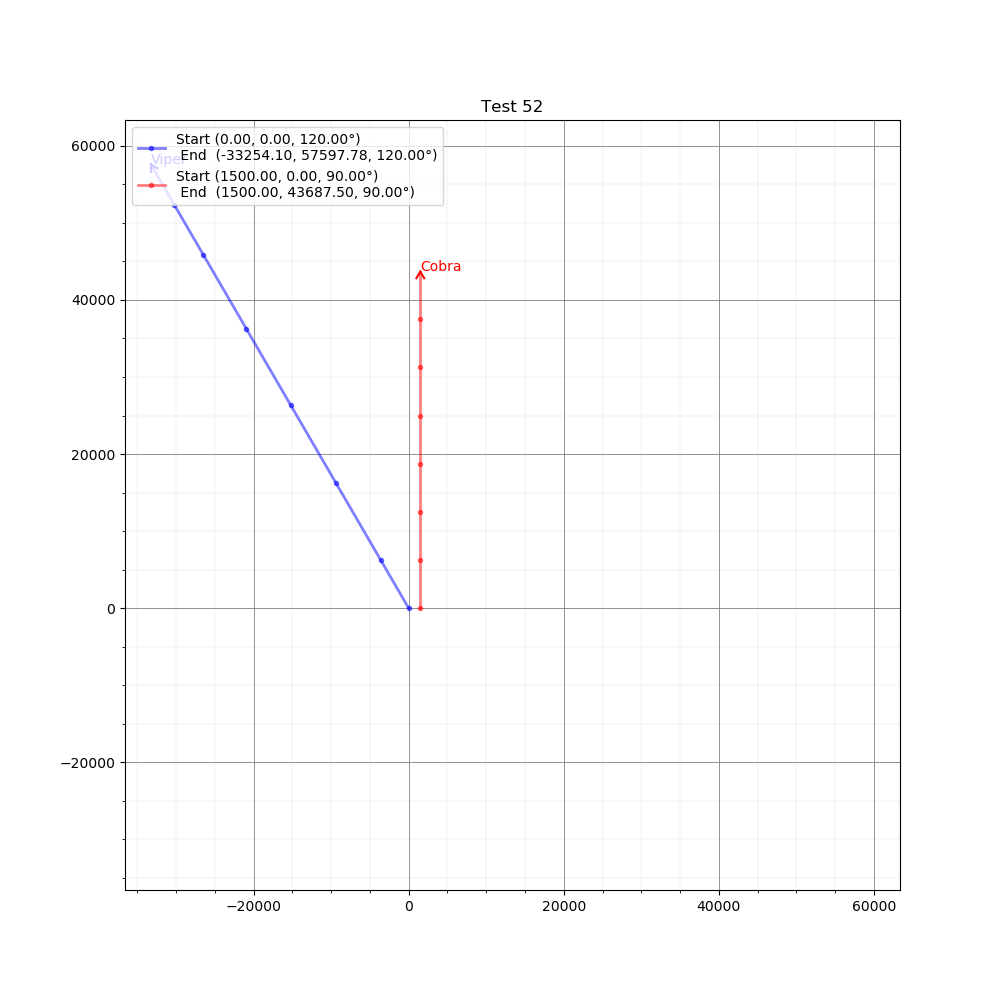 Test 52
Start (0.00, 0.00, 120.00°)
End (-33254.10, 57597.78, 120.00°)
Start (1500.00, 0.00, 90.00°)
End (1500.00, 43687.50, 90.00°)
Viper
Cobra
60000
40000
20000
0
−20000
−20000 0 20000 40000 60000